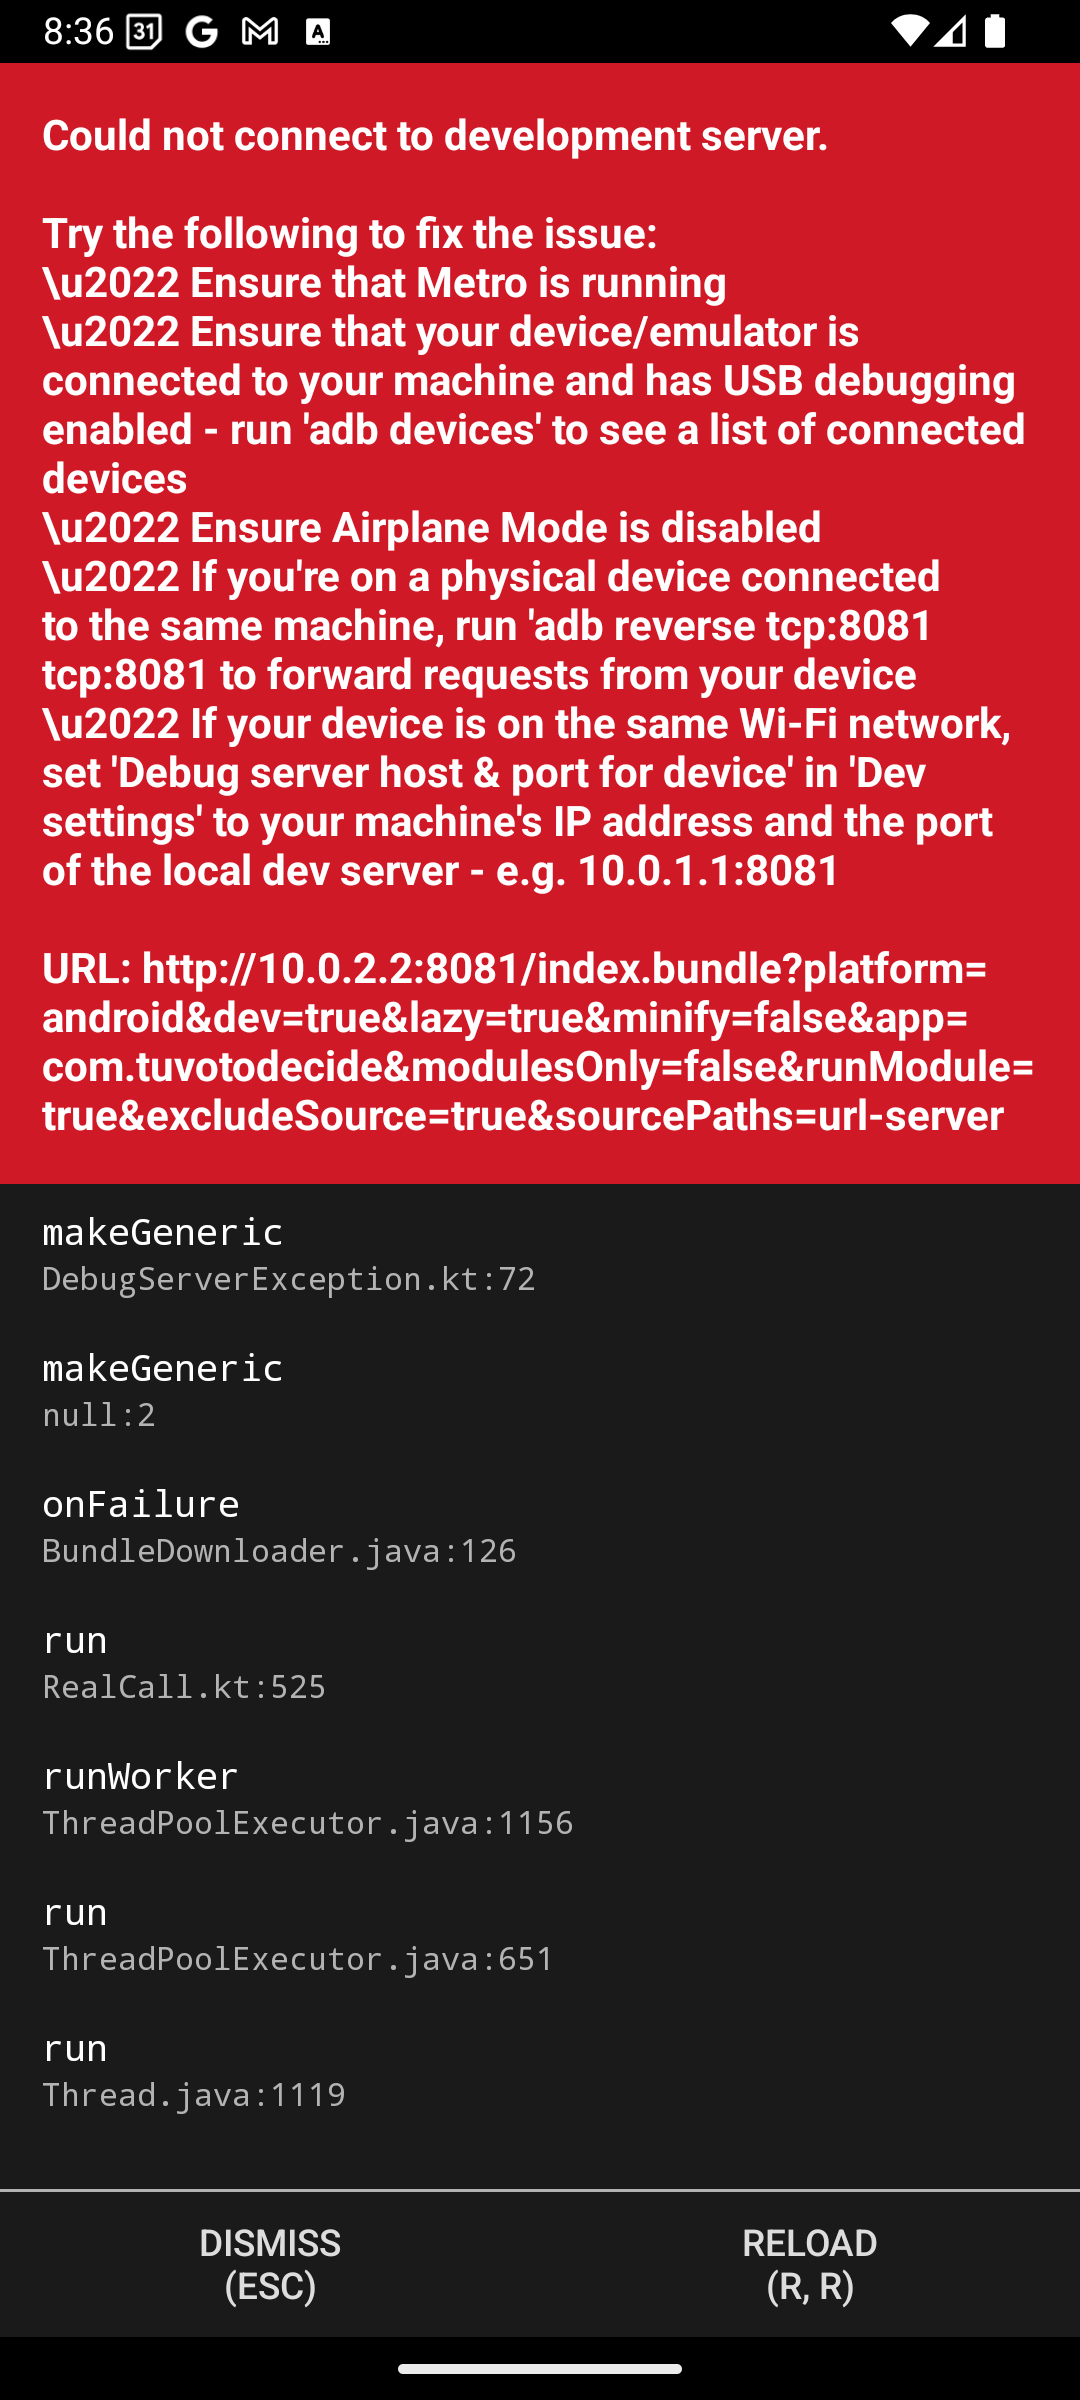 8:36 31 G M A
Could not connect to development server.
Try the following to fix the issue:
\u2022 Ensure that Metro is running
\u2022 Ensure that your device/emulator is
connected to your machine and has USB debugging
enabled - run 'adb devices' to see a list of connected
devices
\u2022 Ensure Airplane Mode is disabled
\u2022 If you're on a physical device connected
to the same machine, run 'adb reverse tcp:8081
tcp:8081 to forward requests from your device
\u2022 If your device is on the same Wi-Fi network,
set 'Debug server host & port for device' in 'Dev
settings' to your machine's IP address and the port
of the local dev server - e.g. 10.0.1.1:8081
URL: http://10.0.2.2:8081/index.bundle?platform=
android&dev=true&lazy=true&minify=false&app=
com.tuvotodecide&modulesOnly=false&runModule=
true&excludeSource=true&sourcePaths=url-server
makeGeneric
DebugServerException.kt:72
makeGeneric
null:2
onFailure
BundleDownloader.java:126
run
RealCall.kt:525
runWorker
ThreadPoolExecutor.java:1156
run
ThreadPoolExecutor.java:651
run
Thread.java:1119
DISMISS
(ESC)
RELOAD
(R, R)